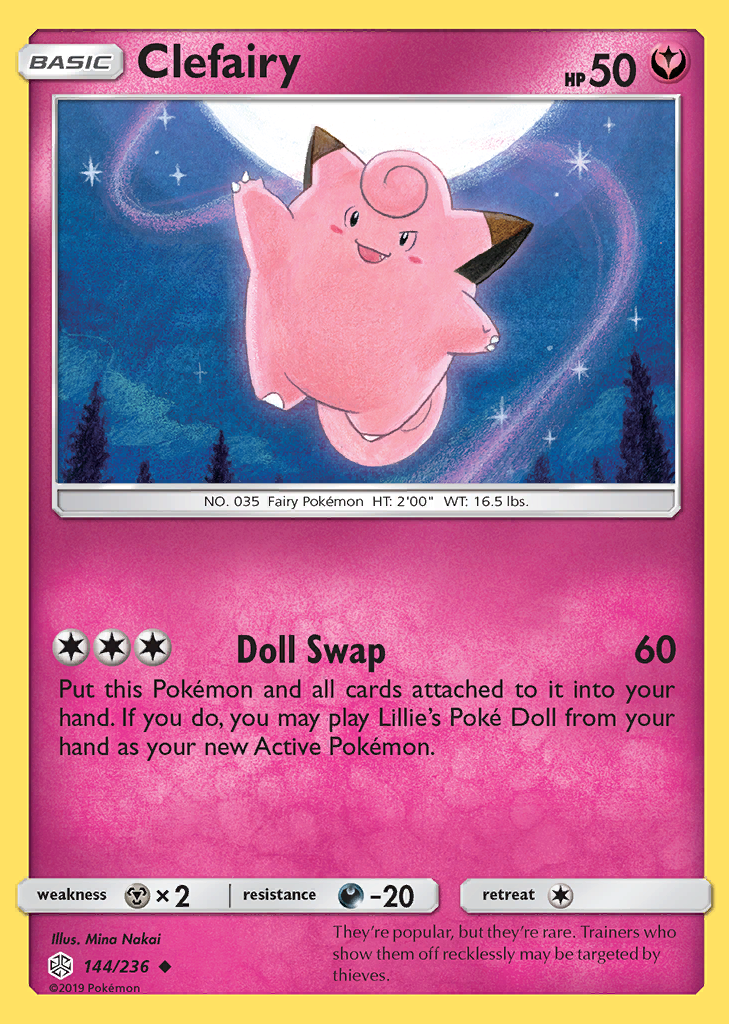 BASIC Clefairy HP 50
NO. 035 Fairy Pokémon HT: 2'00" WT: 16.5 lbs.
Doll Swap 60
Put this Pokémon and all cards attached to it into your
hand. If you do, you may play Lillie's Poké Doll from your
hand as your new Active Pokémon.
weakness ×2 resistance -20 retreat
Illus. Mina Nakai
144/236
©2019 Pokémon
They're popular, but they're rare. Trainers who
show them off recklessly may be targeted by
thieves.